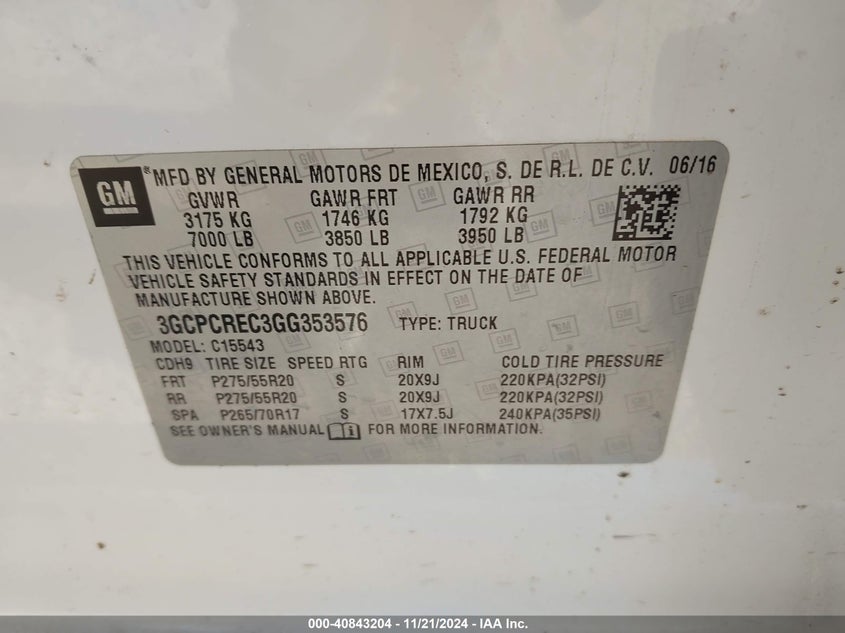 GM
® MFD BY GENERAL MOTORS DE MEXICO, S. DE R.L. DE C.V. 06/16
GVWR GAWR FRT GAWR RR
3175 KG 1746 KG 1792 KG
7000 LB 3850 LB 3950 LB
THIS VEHICLE CONFORMS TO ALL APPLICABLE U.S. FEDERAL MOTOR
VEHICLE SAFETY STANDARDS IN EFFECT ON THE DATE OF
MANUFACTURE SHOWN ABOVE.
3GCPCREC3GG353576 TYPE: TRUCK
MODEL: C15543
CDH9 TIRE SIZE SPEED RTG RIM COLD TIRE PRESSURE
FRT P275/55R20 S 20X9J 220KPA(32PSI)
RR P275/55R20 S 20X9J 220KPA(32PSI)
SPA P265/70R17 S 17X7.5J 240KPA(35PSI)
SEE OWNER'S MANUAL FOR MORE INFORMATION.
000-40843204 - 11/21/2024 - IAA Inc.